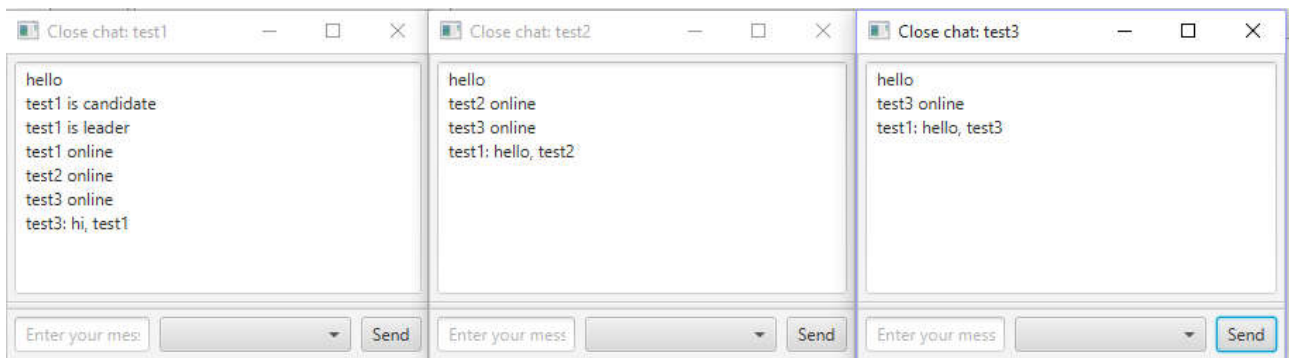 Close chat: test1
hello
test1 is candidate
test1 is leader
test1 online
test2 online
test3 online
test3: hi, test1
Enter your mes
Send
Close chat: test2
hello
test2 online
test3 online
test1: hello, test2
Enter your mess
Send
Close chat: test3
hello
test3 online
test1: hello, test3
Enter your mess
Send